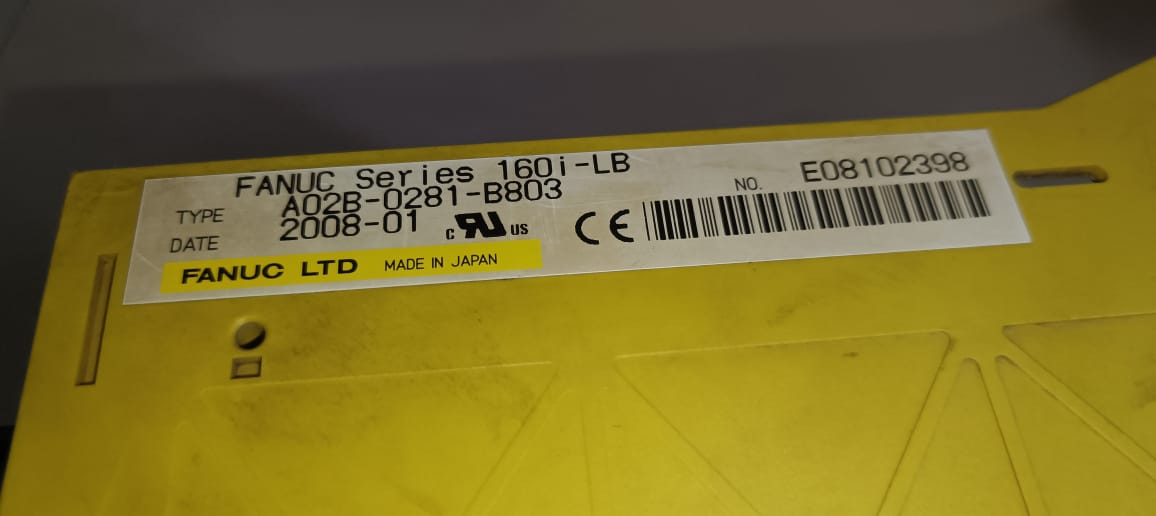 FANUC Series 160i-LB
TYPE A02B-0281-B803
DATE 2008-01
c RU US
CE
NO. E08102398
FANUC LTD MADE IN JAPAN